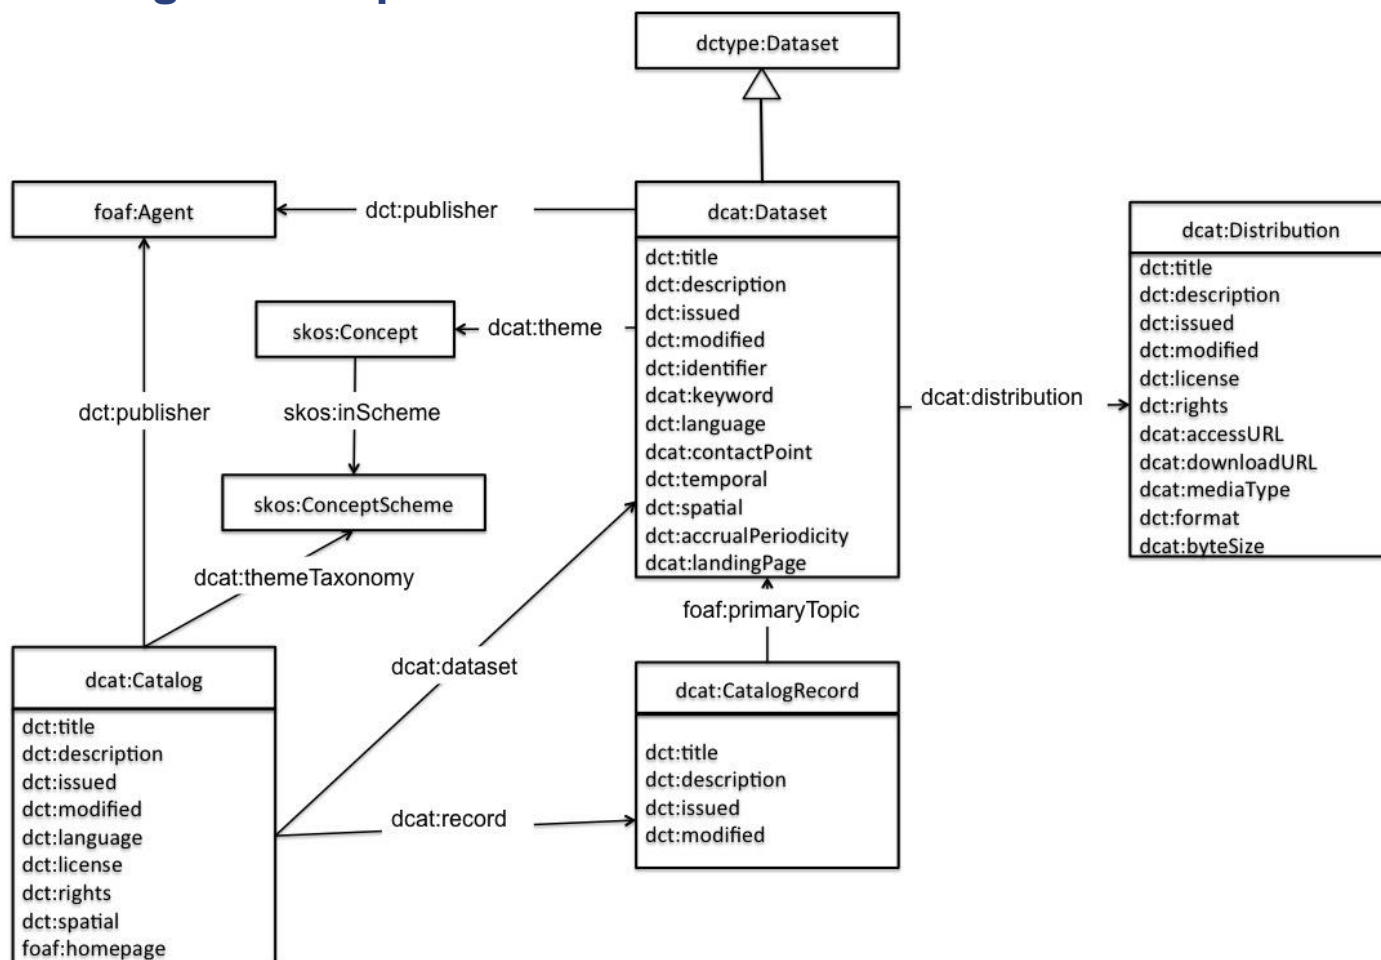 dctype:Dataset
foaf:Agent
dct:publisher
dcat:Dataset
dct:title
dct:description
dct:issued
dct:modified
dct:identifier
dcat:keyword
dct:language
dcat:contactPoint
dct:temporal
dct:spatial
dct:accrualPeriodicity
dcat:landingPage
dcat:Distribution
dct:title
dct:description
dct:issued
dct:modified
dct:license
dct:rights
dcat:accessURL
dcat:downloadURL
dcat:mediaType
dct:format
dcat:byteSize
skos:Concept
dcat:theme
dct:publisher
skos:inScheme
dcat:distribution
skos:ConceptScheme
dcat:themeTaxonomy
foaf:primaryTopic
dcat:dataset
dcat:Catalog
dct:title
dct:description
dct:issued
dct:modified
dct:language
dct:license
dct:rights
dct:spatial
foaf:homepage
dcat:record
dcat:CatalogRecord
dct:title
dct:description
dct:issued
dct:modified